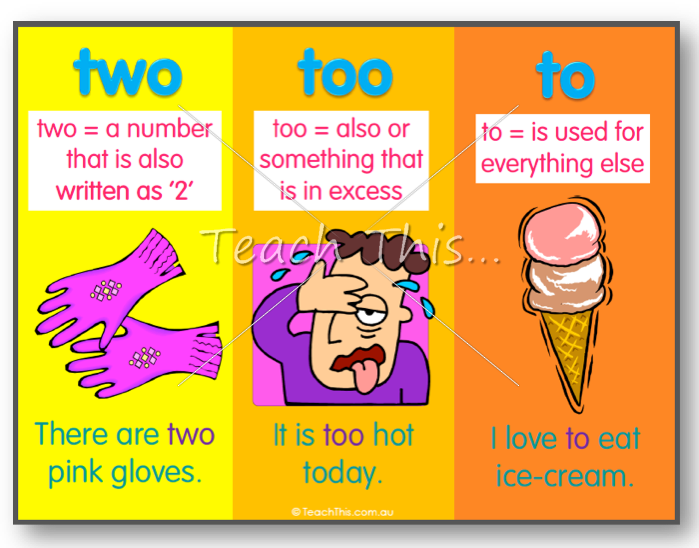 two
two = a number
that is also
written as '2'
There are two
pink gloves.
too
too = also or
something that
is in excess
It is too hot
today.
to
to = is used for
everything else
I love to eat
ice-cream.
Teach This...
© TeachThis.com.au